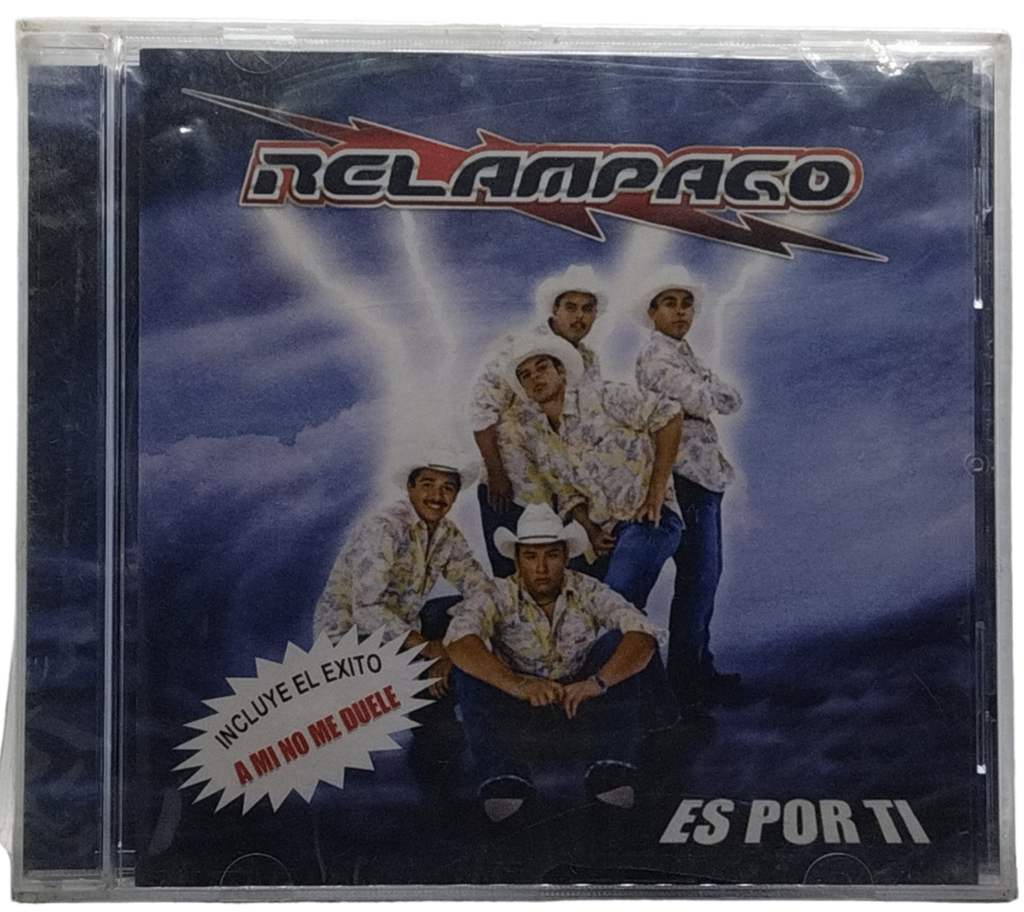 RELAMPAGO
INCLUYE EL EXITO
A MI NO ME DUELE
ES POR TI